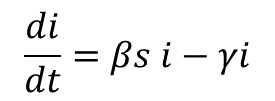 di/dt = βs i − γi